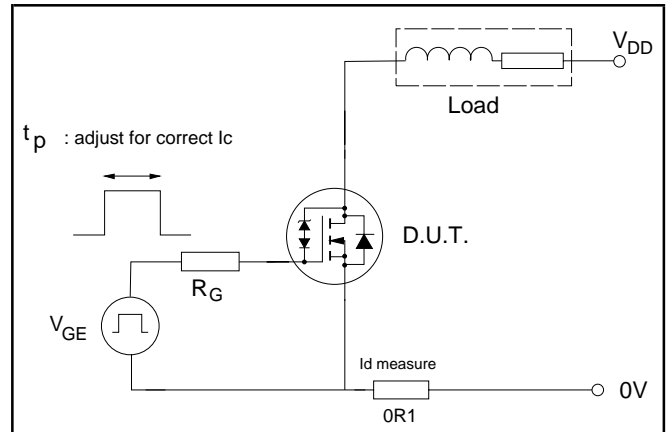 V_DD
Load
t_p : adjust for correct Ic
D.U.T.
R_G
V_GE
Id measure
0R1
0V